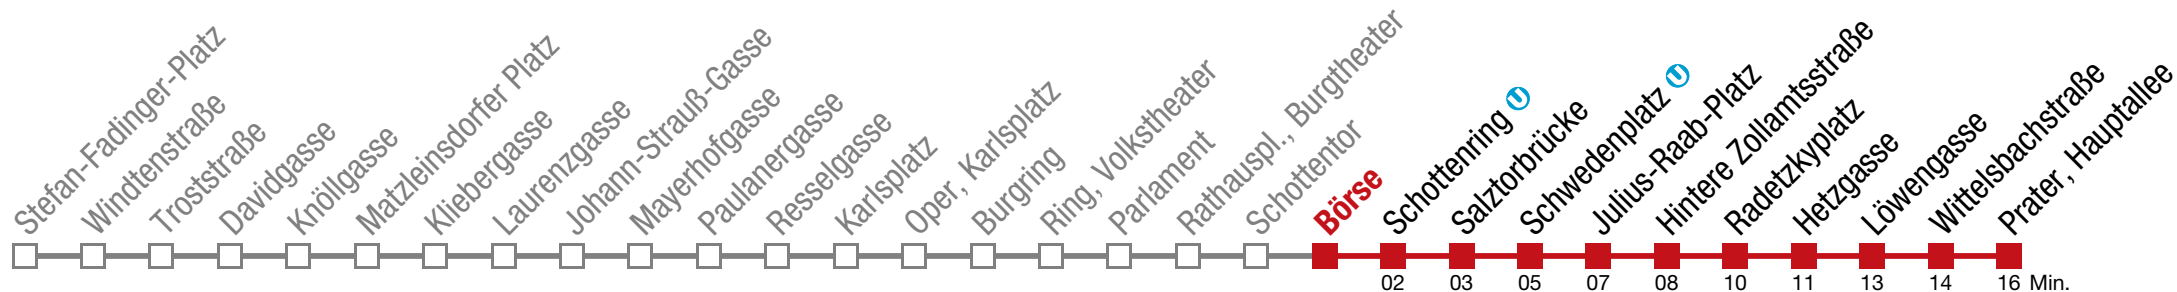 Stefan-Fadinger-Platz
Windtenstraße
Troststraße
Davidgasse
Knöllgasse
Matzleinsdorfer Platz
Kliebergasse
Laurenzgasse
Johann-Strauß-Gasse
Mayerhofgasse
Paulanergasse
Resselgasse
Karlsplatz
Oper, Karlsplatz
Burgring
Ring, Volkstheater
Parlament
Rathauspl., Burgtheater
Schottentor
Börse
Schottenring U
Salztorbrücke
Schwedenplatz U
Julius-Raab-Platz
Hintere Zollamtsstraße
Radetzkyplatz
Hetzgasse
Löwengasse
Wittelsbachstraße
Prater, Hauptallee
02 03 05 07 08 10 11 13 14 16 Min.